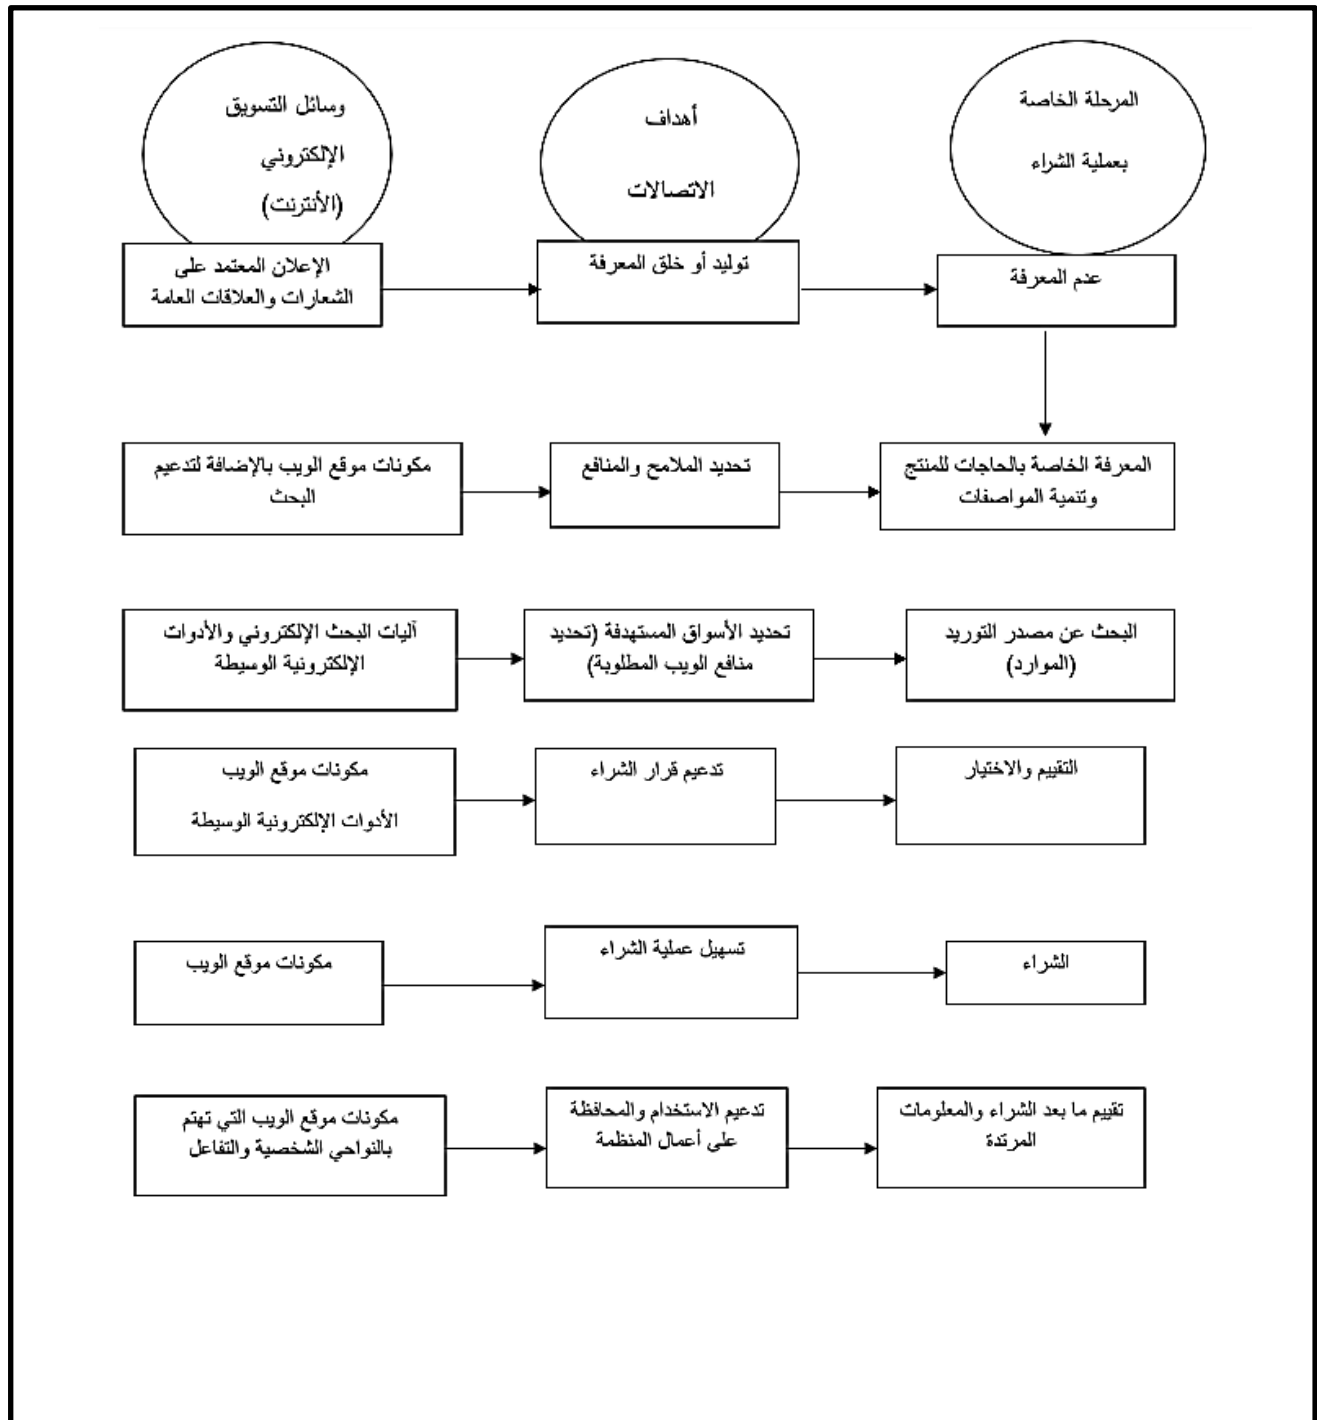 المرحلة الخاصة
بعملية الشراء
أهداف
الاتصالات
وسائل التسويق
الإلكتروني
(الأنترنت)
عدم المعرفة
توليد أو خلق المعرفة
الإعلان المعتمد على
الشعارات والعلاقات العامة
المعرفة الخاصة بالحاجات للمنتج
وتنمية المواصفات
تحديد الملامح والمنافع
مكونات موقع الويب بالإضافة لتدعيم
البحث
البحث عن مصدر التوريد
(الموارد)
تحديد الأسواق المستهدفة (تحديد
منافع الويب المطلوبة)
آليات البحث الإلكتروني والأدوات
الإلكترونية الوسيطة
التقييم والاختيار
تدعيم قرار الشراء
مكونات موقع الويب
الأدوات الإلكترونية الوسيطة
الشراء
تسهيل عملية الشراء
مكونات موقع الويب
تقييم ما بعد الشراء والمعلومات
المرتدة
تدعيم الاستخدام والمحافظة
على أعمال المنظمة
مكونات موقع الويب التي تهتم
بالنواحي الشخصية والتفاعل